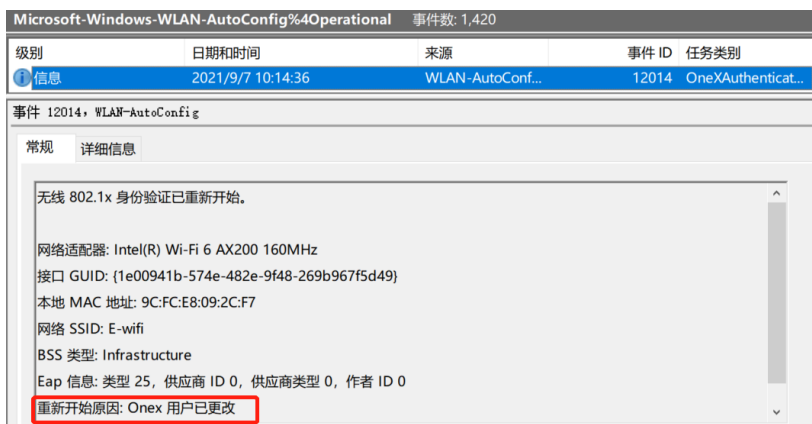 Microsoft-Windows-WLAN-AutoConfig%4Operational 事件数: 1,420
级别 日期和时间 来源 事件 ID 任务类别
信息 2021/9/7 10:14:36 WLAN-AutoConf... 12014 OneXAuthenticat...
事件 12014，WLAN-AutoConfig
常规 详细信息
无线 802.1x 身份验证已重新开始。
网络适配器: Intel(R) Wi-Fi 6 AX200 160MHz
接口 GUID: {1e00941b-574e-482e-9f48-269b967f5d49}
本地 MAC 地址: 9C:FC:E8:09:2C:F7
网络 SSID: E-wifi
BSS 类型: Infrastructure
Eap 信息: 类型 25，供应商 ID 0，供应商类型 0，作者 ID 0
重新开始原因: Onex 用户已更改